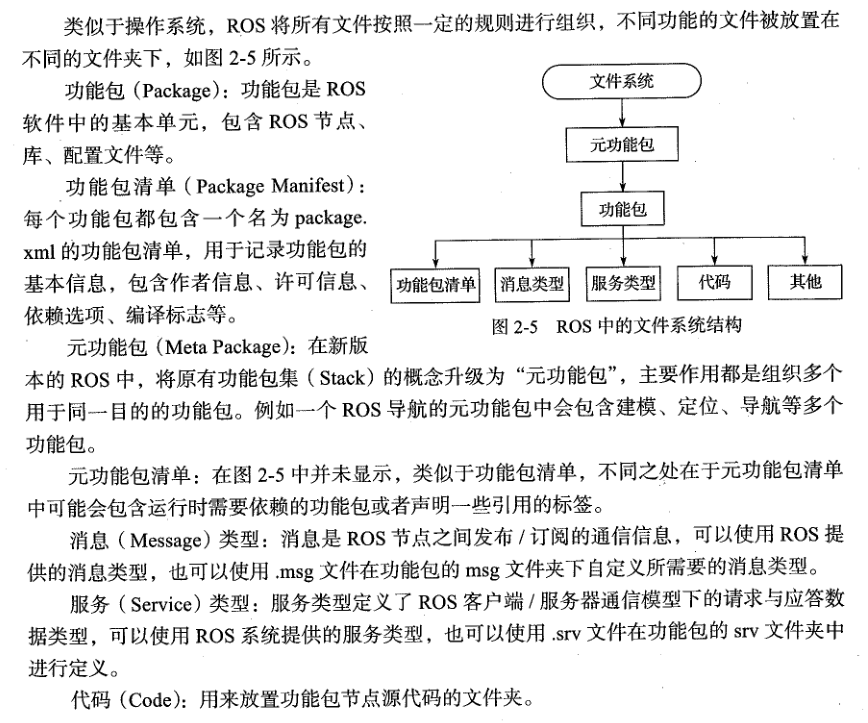 类似于操作系统，ROS 将所有文件按照一定的规则进行组织，不同功能的文件被放置在
不同的文件夹下，如图 2-5 所示。
功能包（Package）：功能包是 ROS
软件中的基本单元，包含 ROS 节点、
库、配置文件等。
功能包清单（Package Manifest）：
每个功能包都包含一个名为 package.
xml 的功能包清单，用于记录功能包的
基本信息，包含作者信息、许可信息、
依赖选项、编译标志等。
文件系统
元功能包
功能包
功能包清单 消息类型 服务类型 代码 其他
图 2-5 ROS 中的文件系统结构
元功能包（Meta Package）：在新版
本的 ROS 中，将原有功能包集（Stack）的概念升级为“元功能包”，主要作用都是组织多个
用于同一目的的功能包。例如一个 ROS 导航的元功能包中会包含建模、定位、导航等多个
功能包。
元功能包清单：在图 2-5 中并未显示，类似于功能包清单，不同之处在于元功能包清单
中可能会包含运行时需要依赖的功能包或者声明一些引用的标签。
消息（Message）类型：消息是 ROS 节点之间发布 / 订阅的通信信息，可以使用 ROS 提
供的消息类型，也可以使用 .msg 文件在功能包的 msg 文件夹下自定义所需要的消息类型。
服务（Service）类型：服务类型定义了 ROS 客户端 / 服务器通信模型下的请求与应答数
据类型，可以使用 ROS 系统提供的服务类型，也可以使用 .srv 文件在功能包的 srv 文件夹中
进行定义。
代码（Code）：用来放置功能包节点源代码的文件夹。